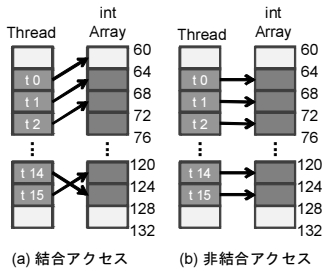 int
Thread Array
60
t 0 64
t 1 68
t 2 72
76
120
t 14 124
t 15 128
132
(a) 結合アクセス
int
Thread Array
60
t 0 64
t 1 68
t 2 72
76
120
t 14 124
t 15 128
132
(b) 非結合アクセス